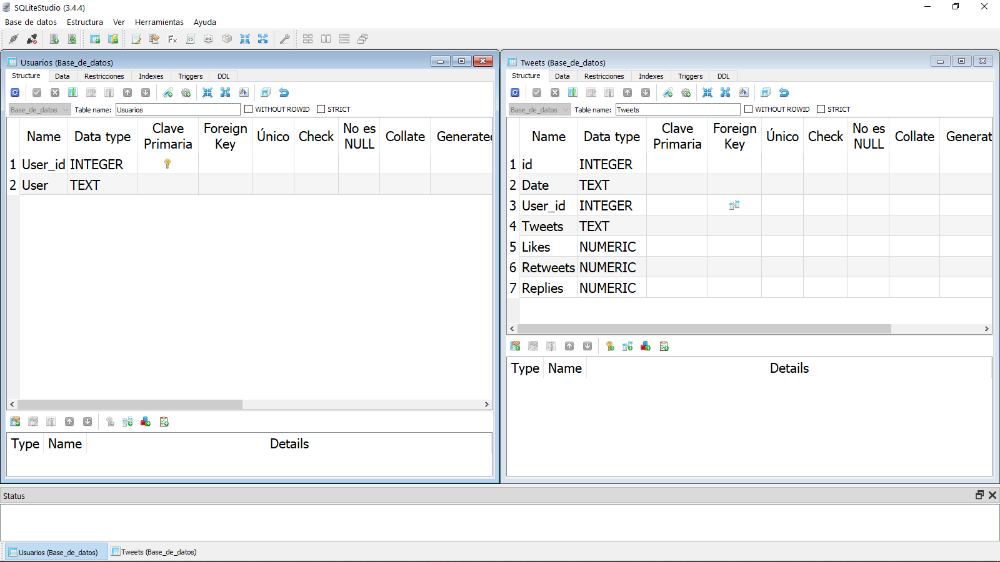 SQLiteStudio (3.4.4)
Base de datos Estructura Ver Herramientas Ayuda
Usuarios (Base_de_datos)
Structure Data Restricciones Indexes Triggers DDL
Base_de_datos Table name: Usuarios WITHOUT ROWID STRICT
Name Data type Clave Primaria Foreign Key Único Check No es NULL Collate Generated
1 User_id INTEGER
2 User TEXT
Type Name Details
Tweets (Base_de_datos)
Structure Data Restricciones Indexes Triggers DDL
Base_de_datos Table name: Tweets WITHOUT ROWID STRICT
Name Data type Clave Primaria Foreign Key Único Check No es NULL Collate Generat
1 id INTEGER
2 Date TEXT
3 User_id INTEGER
4 Tweets TEXT
5 Likes NUMERIC
6 Retweets NUMERIC
7 Replies NUMERIC
Type Name Details
Status
Usuarios (Base_de_datos) Tweets (Base_de_datos)